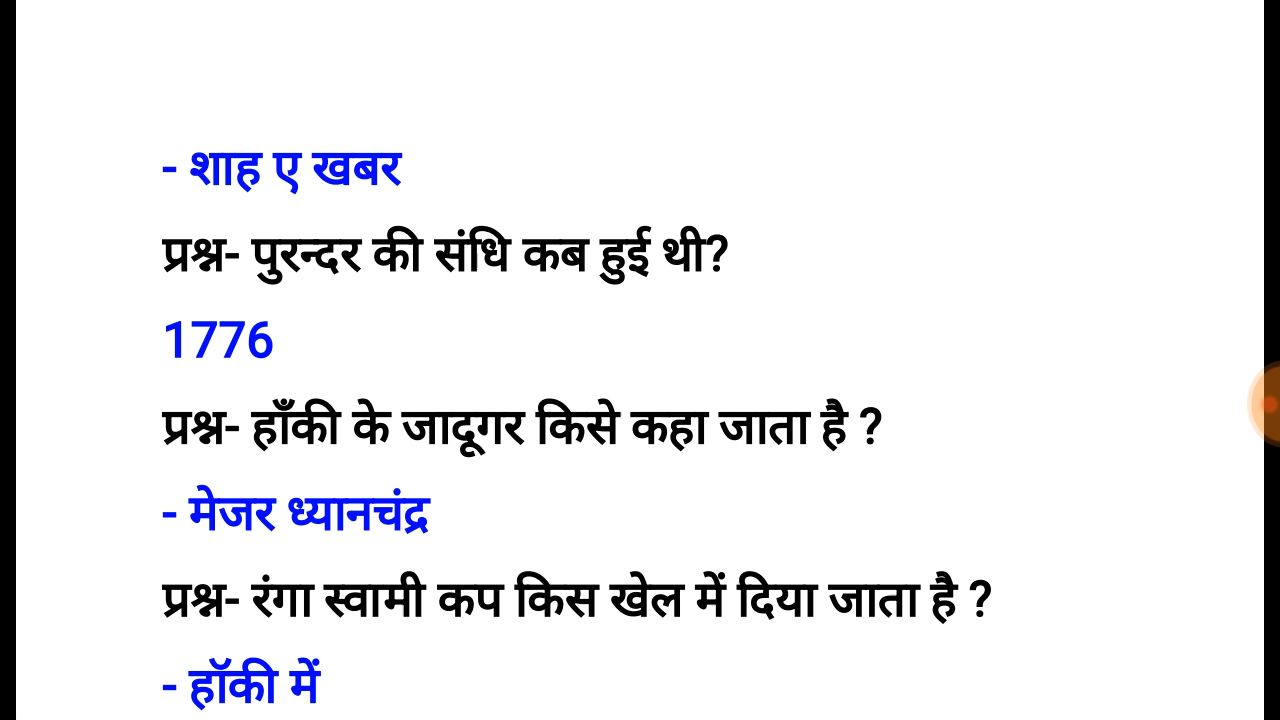 - शाह ए खबर
प्रश्न- पुरन्दर की संधि कब हुई थी?
1776
प्रश्न- हाँकी के जादूगर किसे कहा जाता है ?
- मेजर ध्यानचंद्र
प्रश्न- रंगा स्वामी कप किस खेल में दिया जाता है ?
- हॉकी में